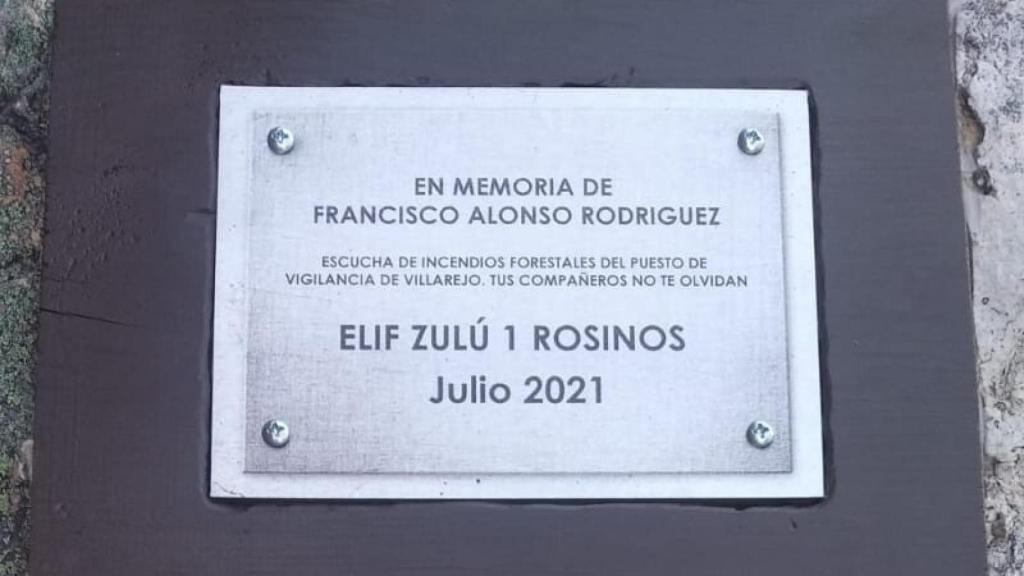 EN MEMORIA DE
FRANCISCO ALONSO RODRIGUEZ
ESCUCHA DE INCENDIOS FORESTALES DEL PUESTO DE
VIGILANCIA DE VILLAREJO. TUS COMPAÑEROS NO TE OLVIDAN
ELIF ZULÚ 1 ROSINOS
Julio 2021